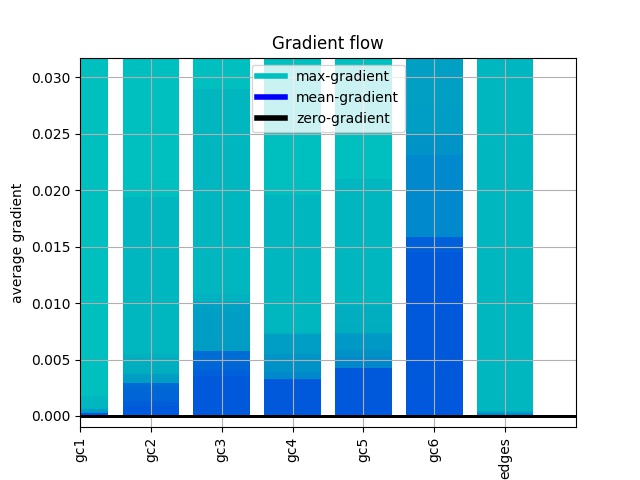 Gradient flow
max-gradient
mean-gradient
zero-gradient
average gradient
0.030
0.025
0.020
0.015
0.010
0.005
0.000
gc1
gc2
gc3
gc4
gc5
gc6
edges